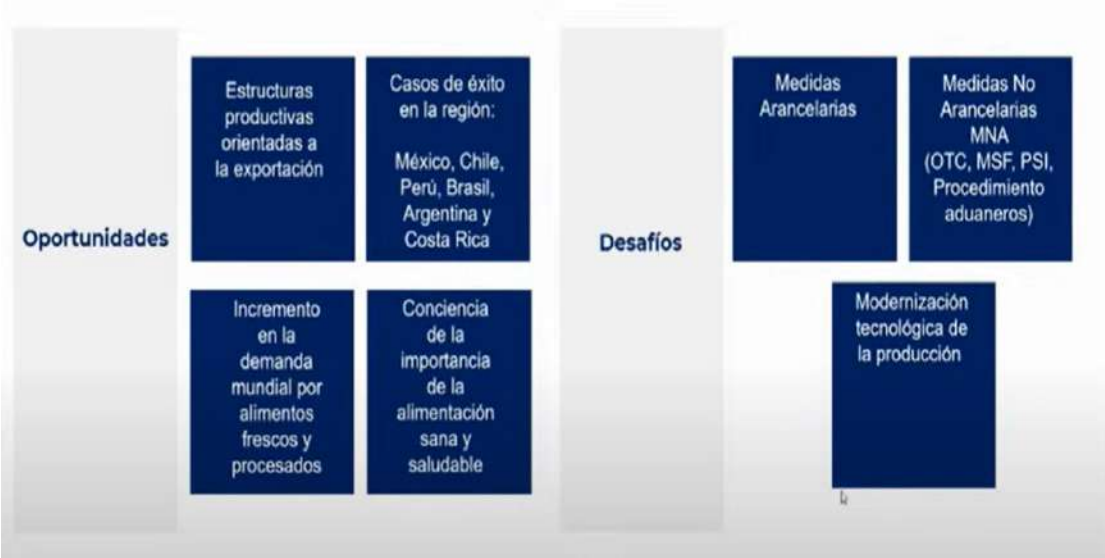 Oportunidades
Estructuras
productivas
orientadas a
la exportación
Casos de éxito
en la región:
México, Chile,
Perú, Brasil,
Argentina y
Costa Rica
Incremento
en la
demanda
mundial por
alimentos
frescos y
procesados
Conciencia
de la
importancia
de la
alimentación
sana y
saludable
Desafíos
Medidas
Arancelarias
Medidas No
Arancelarias
MNA
(OTC, MSF, PSI,
Procedimiento
aduaneros)
Modernización
tecnológica de
la producción